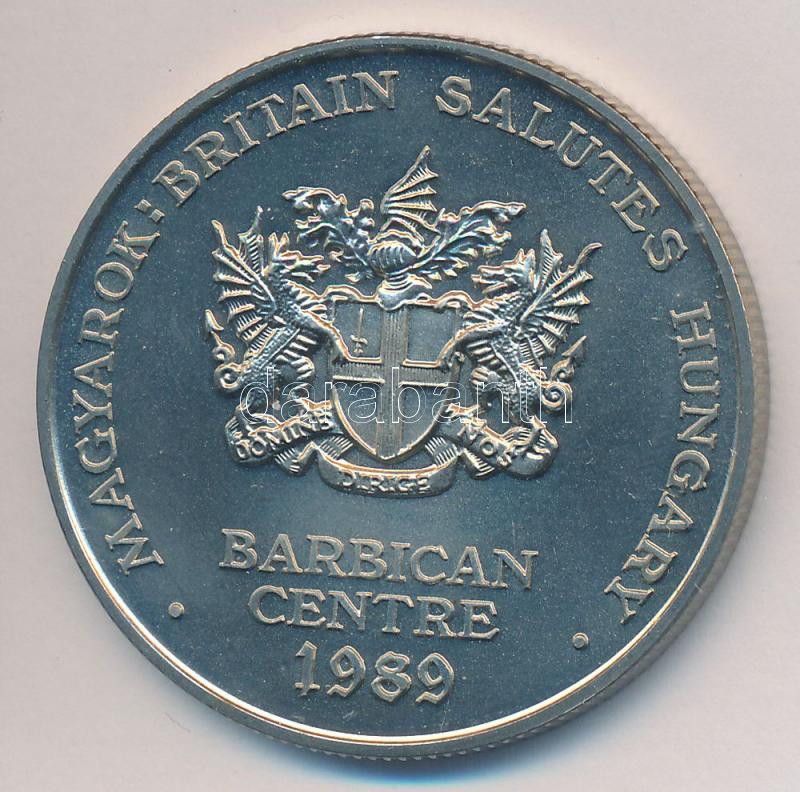 · MAGYAROK: BRITAIN SALUTES HUNGARY ·
DOMINE DIRIGE NOS
BARBICAN
CENTRE
1989
darabanth